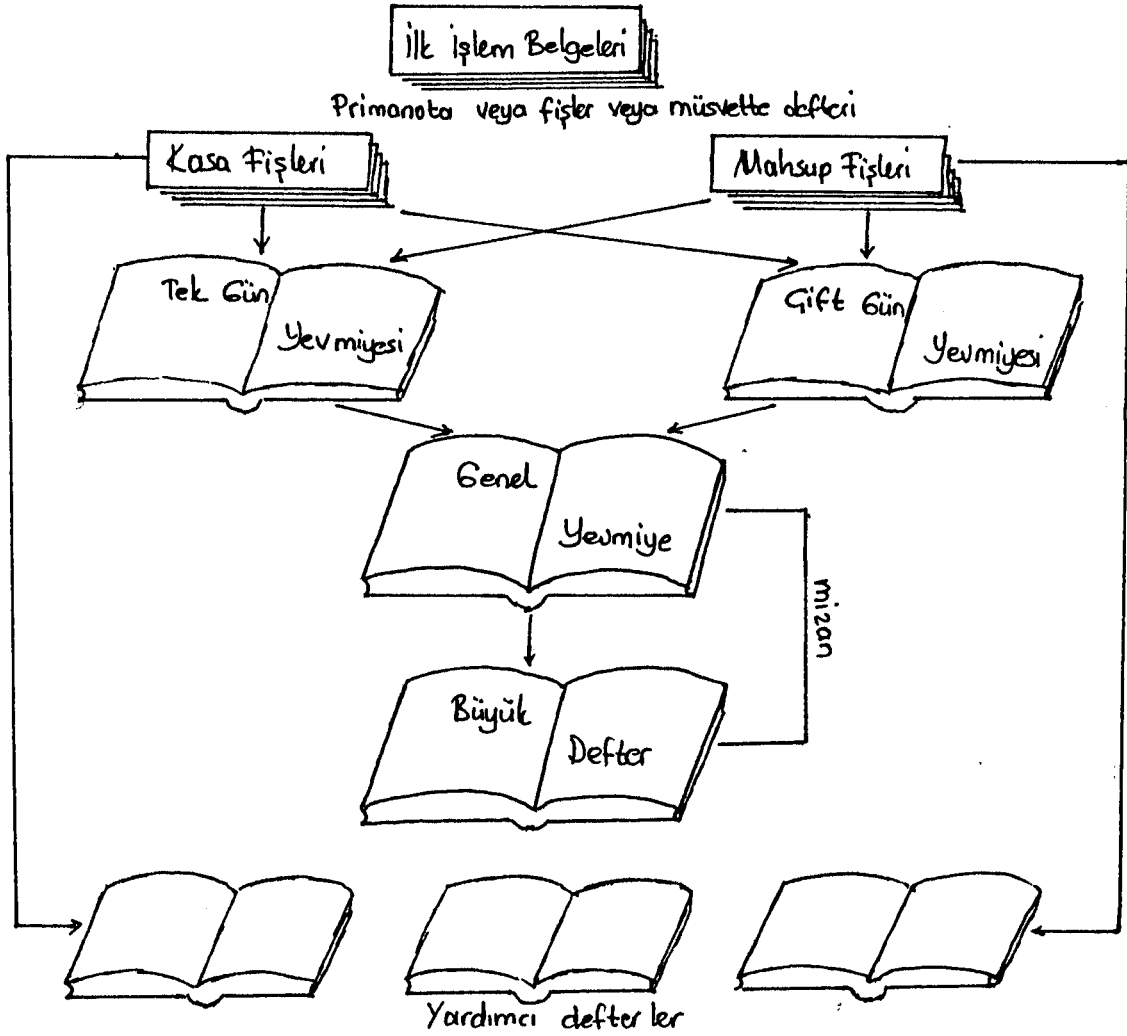 İlk işlem Belgeleri
Primanota veya fişler veya müsvette defteri
Kasa Fişleri
Mahsup Fişleri
Tek Gün
Yevmiyesi
Çift Gün
Yevmiyesi
Genel
Yevmiye
mizan
Büyük
Defter
Yardımcı defterler